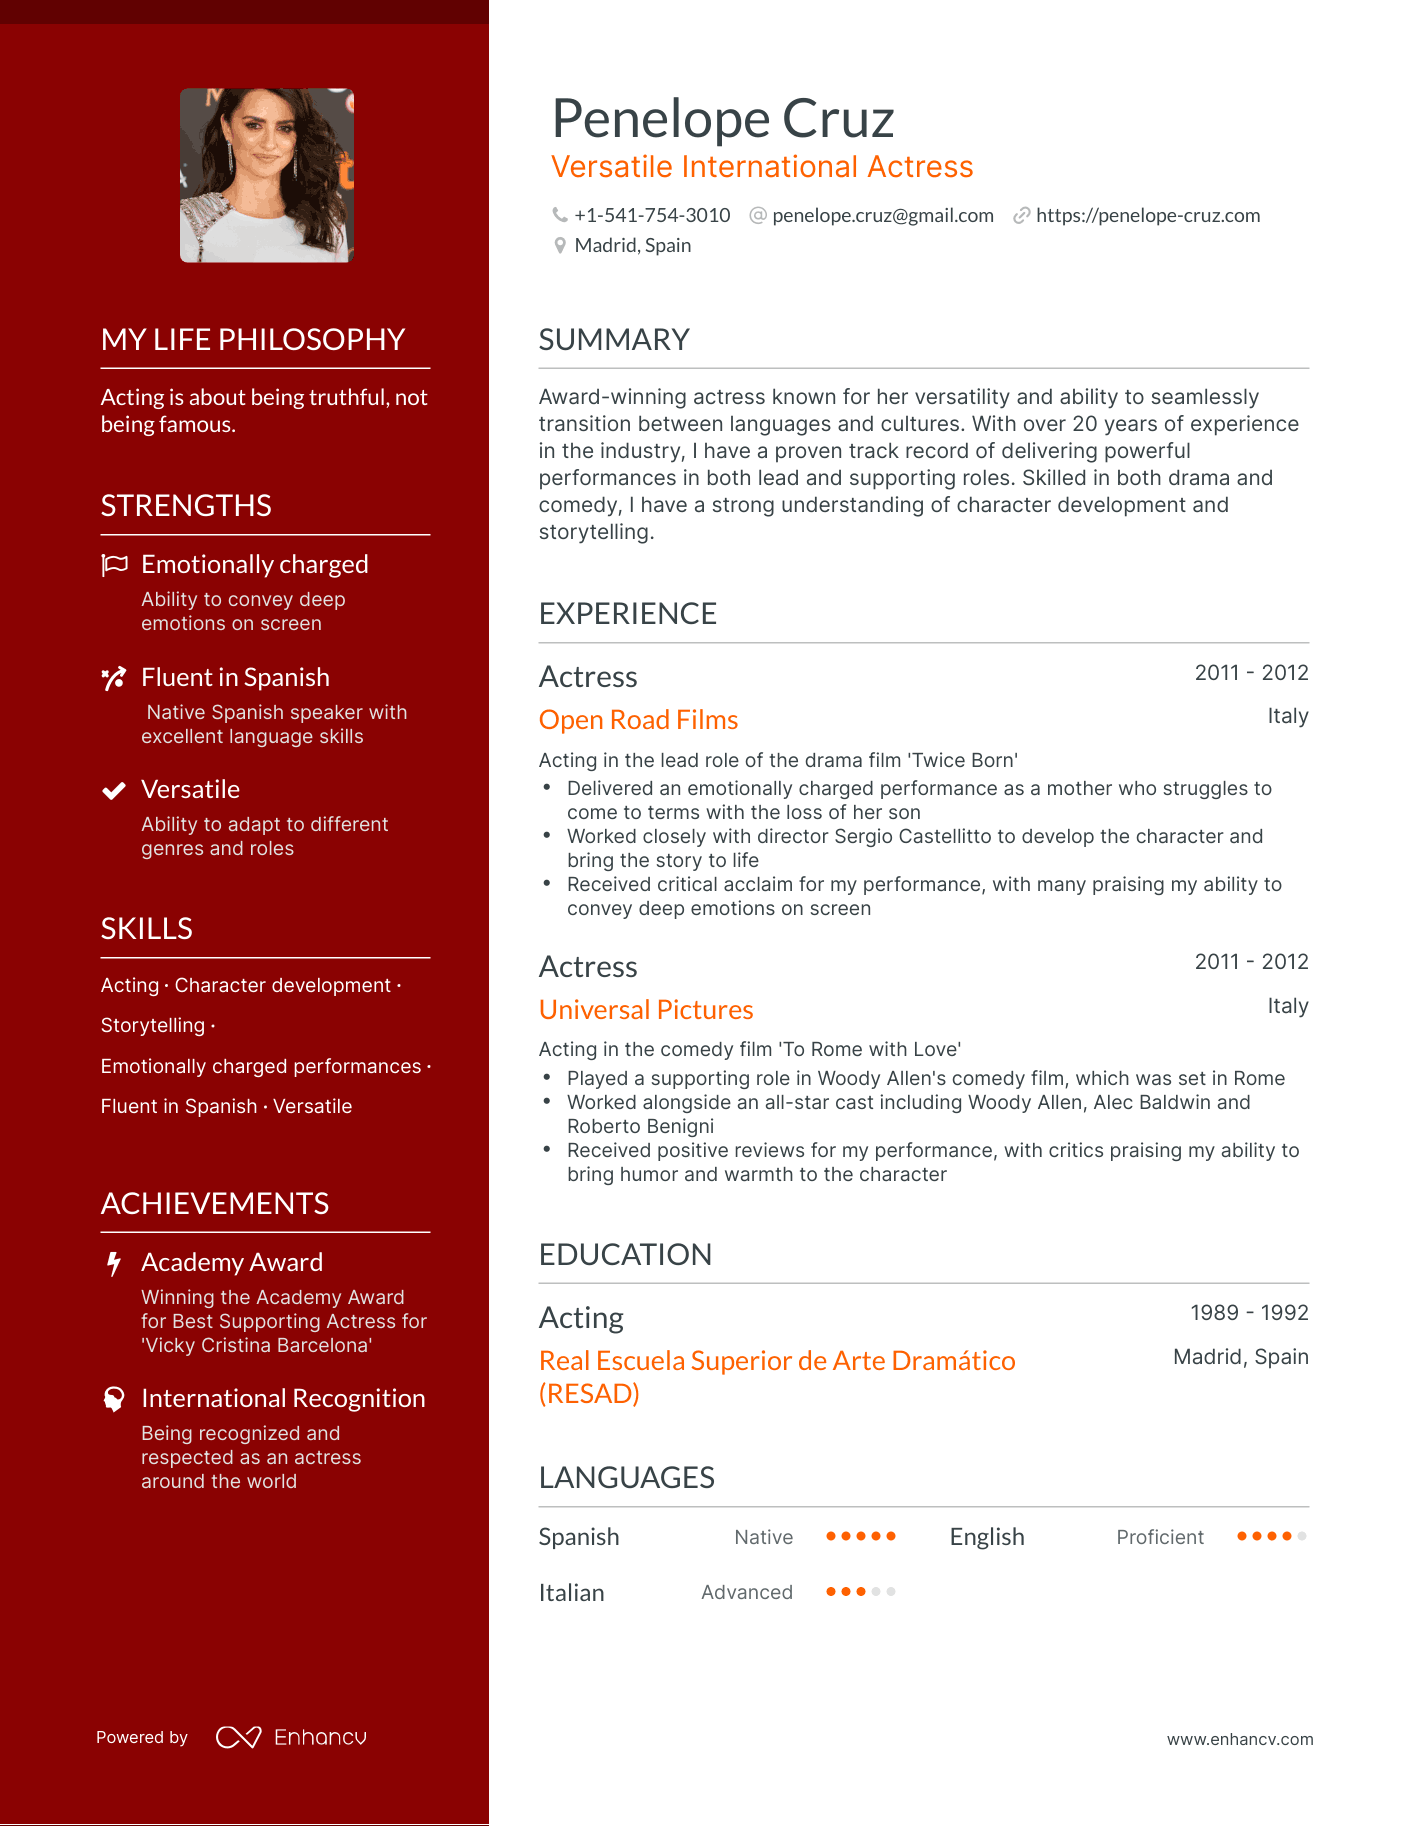 Penelope Cruz
Versatile International Actress
+1-541-754-3010 @ penelope.cruz@gmail.com https://penelope-cruz.com
Madrid, Spain
MY LIFE PHILOSOPHY
Acting is about being truthful, not
being famous.
STRENGTHS
Emotionally charged
Ability to convey deep
emotions on screen
Fluent in Spanish
Native Spanish speaker with
excellent language skills
Versatile
Ability to adapt to different
genres and roles
SKILLS
Acting · Character development ·
Storytelling ·
Emotionally charged performances ·
Fluent in Spanish · Versatile
ACHIEVEMENTS
Academy Award
Winning the Academy Award
for Best Supporting Actress for
'Vicky Cristina Barcelona'
International Recognition
Being recognized and
respected as an actress
around the world
SUMMARY
Award-winning actress known for her versatility and ability to seamlessly
transition between languages and cultures. With over 20 years of experience
in the industry, I have a proven track record of delivering powerful
performances in both lead and supporting roles. Skilled in both drama and
comedy, I have a strong understanding of character development and
storytelling.
EXPERIENCE
Actress 2011 - 2012
Open Road Films Italy
Acting in the lead role of the drama film 'Twice Born'
• Delivered an emotionally charged performance as a mother who struggles to
come to terms with the loss of her son
• Worked closely with director Sergio Castellitto to develop the character and
bring the story to life
• Received critical acclaim for my performance, with many praising my ability to
convey deep emotions on screen
Actress 2011 - 2012
Universal Pictures Italy
Acting in the comedy film 'To Rome with Love'
• Played a supporting role in Woody Allen's comedy film, which was set in Rome
• Worked alongside an all-star cast including Woody Allen, Alec Baldwin and
Roberto Benigni
• Received positive reviews for my performance, with critics praising my ability to
bring humor and warmth to the character
EDUCATION
Acting 1989 - 1992
Real Escuela Superior de Arte Dramático Madrid, Spain
(RESAD)
LANGUAGES
Spanish Native English Proficient
Italian Advanced
Powered by Enhancv
www.enhancv.com